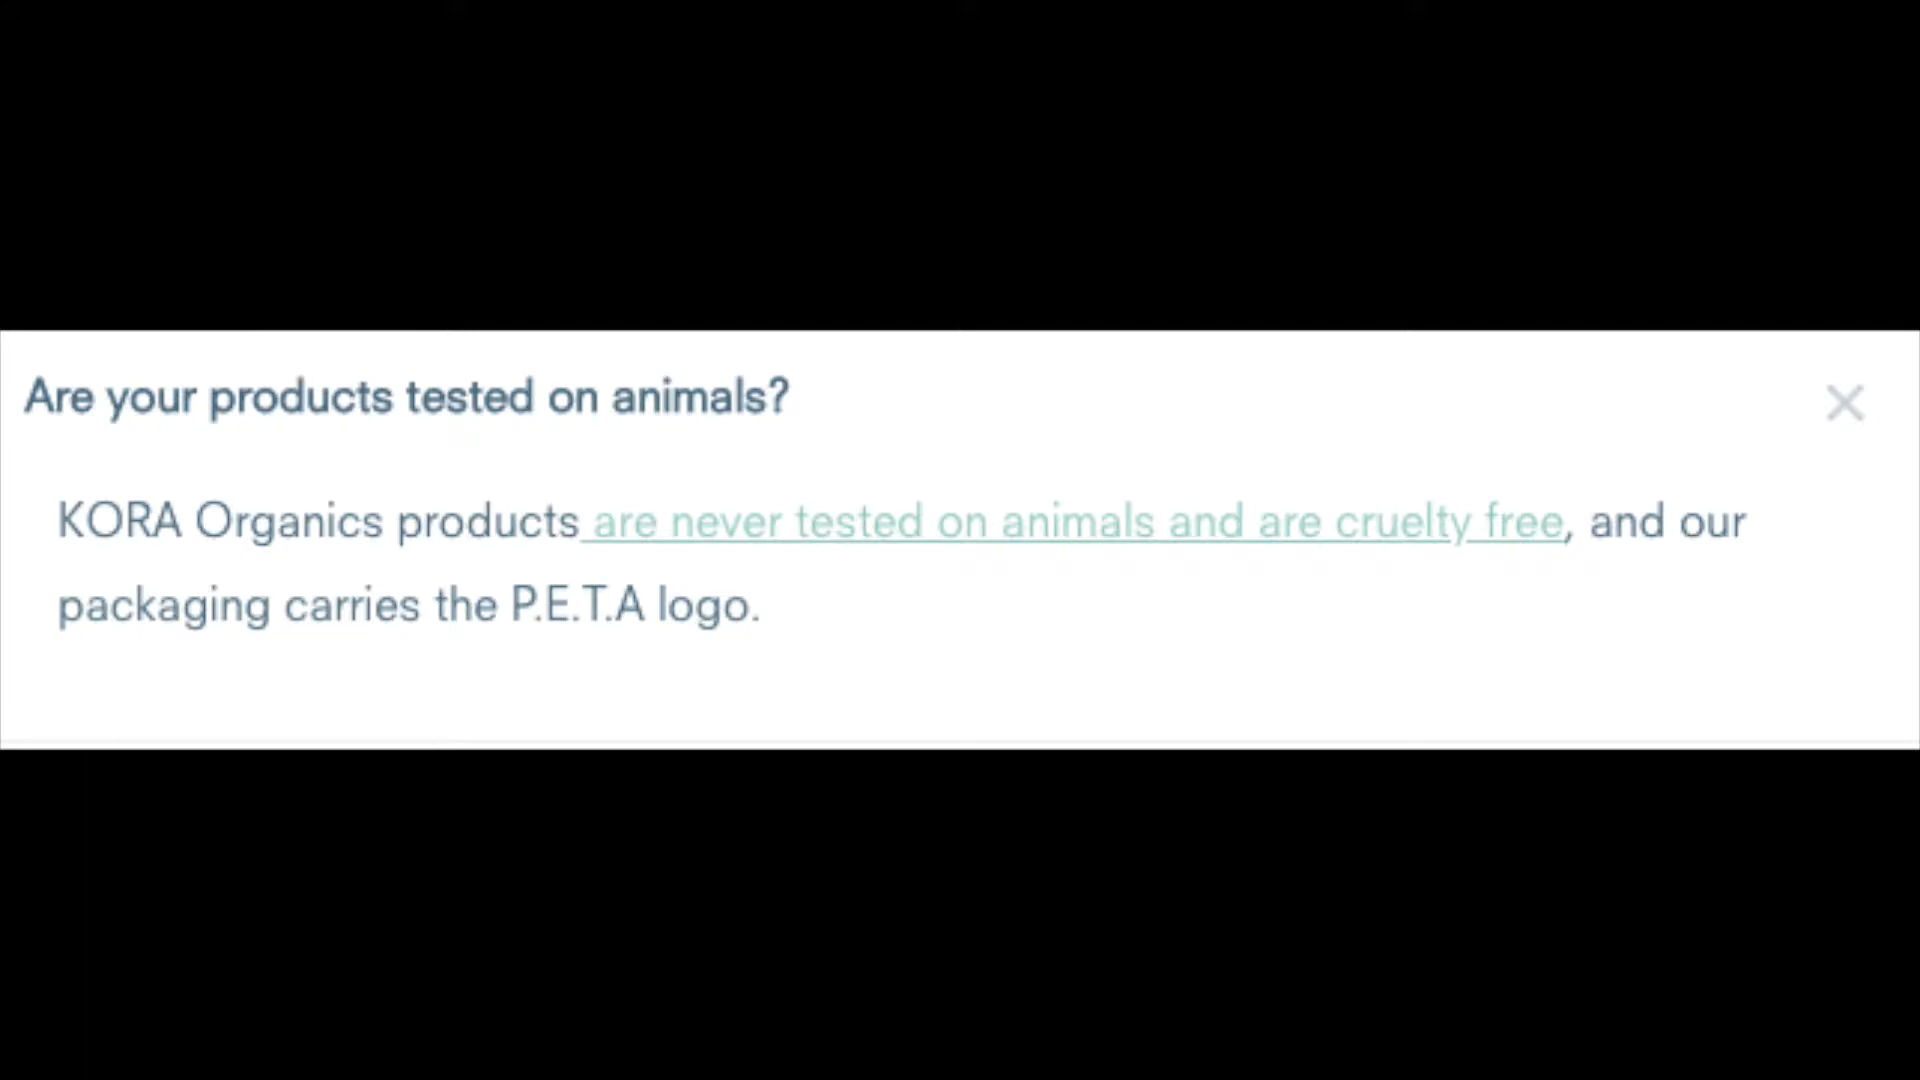 Are your products tested on animals?
KORA Organics products are never tested on animals and are cruelty free, and our
packaging carries the P.E.T.A logo.